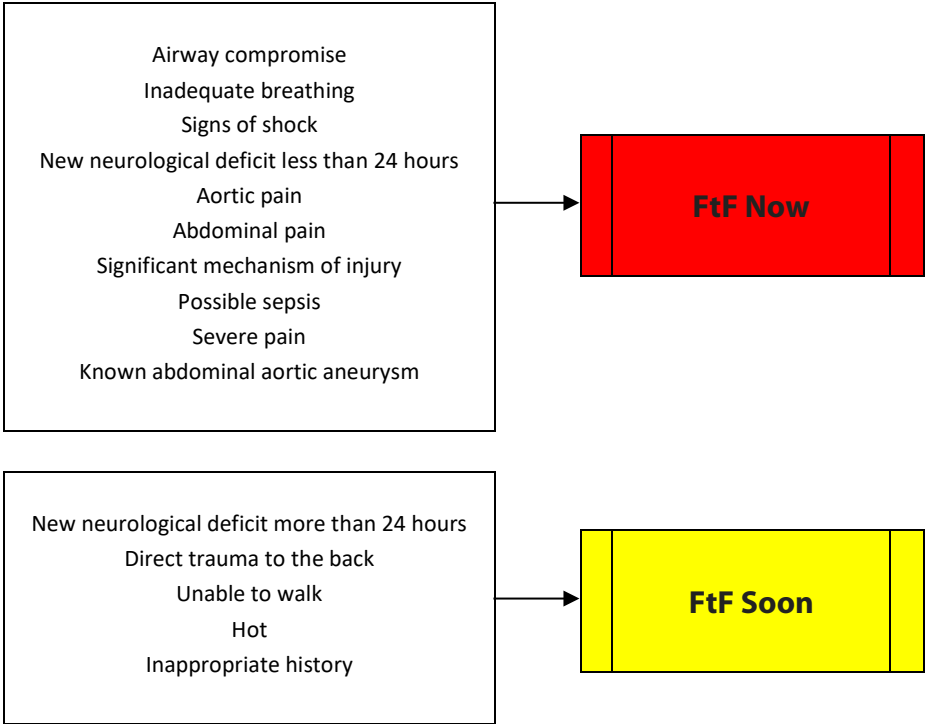 Airway compromise
Inadequate breathing
Signs of shock
New neurological deficit less than 24 hours
Aortic pain
Abdominal pain
Significant mechanism of injury
Possible sepsis
Severe pain
Known abdominal aortic aneurysm
FtF Now
New neurological deficit more than 24 hours
Direct trauma to the back
Unable to walk
Hot
Inappropriate history
FtF Soon